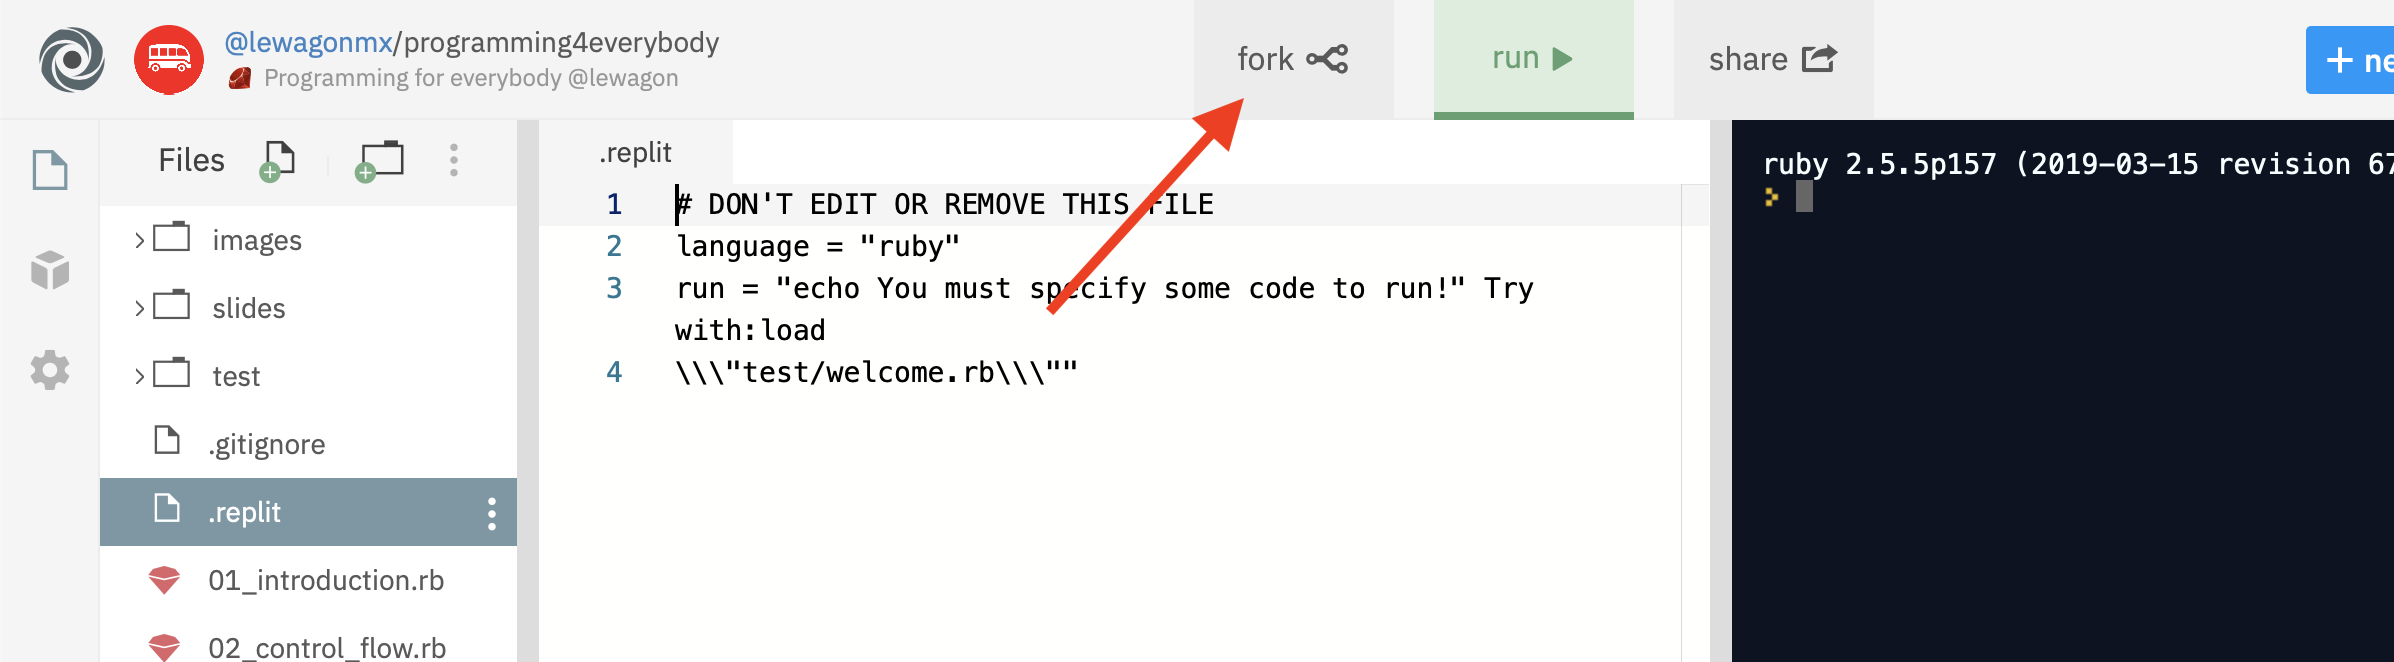 @lewagonmx/programming4everybody
Programming for everybody @lewagon
fork
run
share
+ ne
Files
images
slides
test
.gitignore
.replit
01_introduction.rb
02_control_flow.rb
.replit
1 # DON'T EDIT OR REMOVE THIS FILE
2 language = "ruby"
3 run = "echo You must specify some code to run!" Try
with:load
4 \\\"test/welcome.rb\\\""
ruby 2.5.5p157 (2019-03-15 revision 67